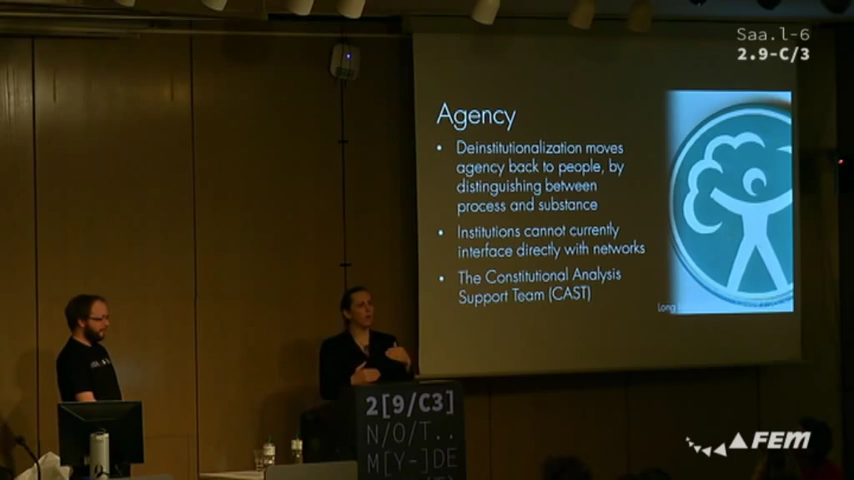 Saa.l-6
2.9-C/3
Agency
• Deinstitutionalization moves
agency back to people, by
distinguishing between
process and substance
• Institutions cannot currently
interface directly with networks
• The Constitutional Analysis
Support Team (CAST)
Long
2[9/C3]
N/O/T..
M[Y-]DE
FEM